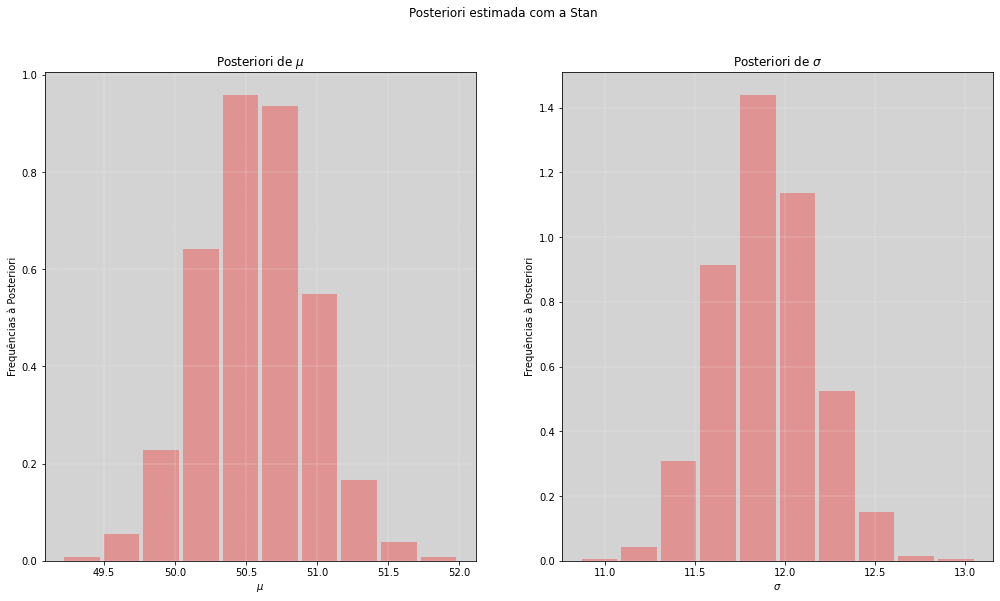 Posteriori estimada com a Stan
Posteriori de μ
Frequências à Posteriori
1.0
0.8
0.6
0.4
0.2
0.0
49.5 50.0 50.5 51.0 51.5 52.0
μ
Posteriori de σ
Frequências à Posteriori
1.4
1.2
1.0
0.8
0.6
0.4
0.2
0.0
11.0 11.5 12.0 12.5 13.0
σ